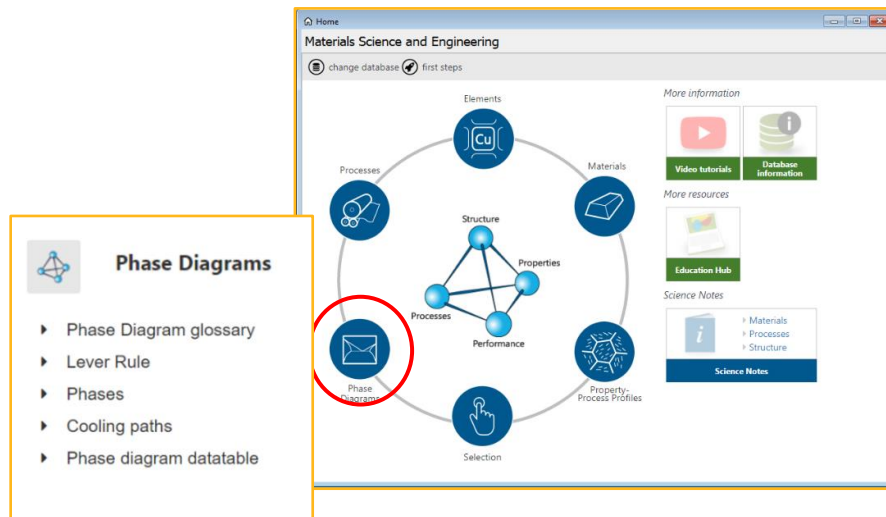 Home
Materials Science and Engineering
change database first steps
Elements
Cu
Processes
Materials
Structure
Properties
Processes
Performance
Phase
Diagrams
Property-
Process Profiles
Selection
More information
Video tutorials
Database
information
More resources
Education Hub
Science Notes
Materials
Processes
Structure
Science Notes
Phase Diagrams
Phase Diagram glossary
Lever Rule
Phases
Cooling paths
Phase diagram datatable